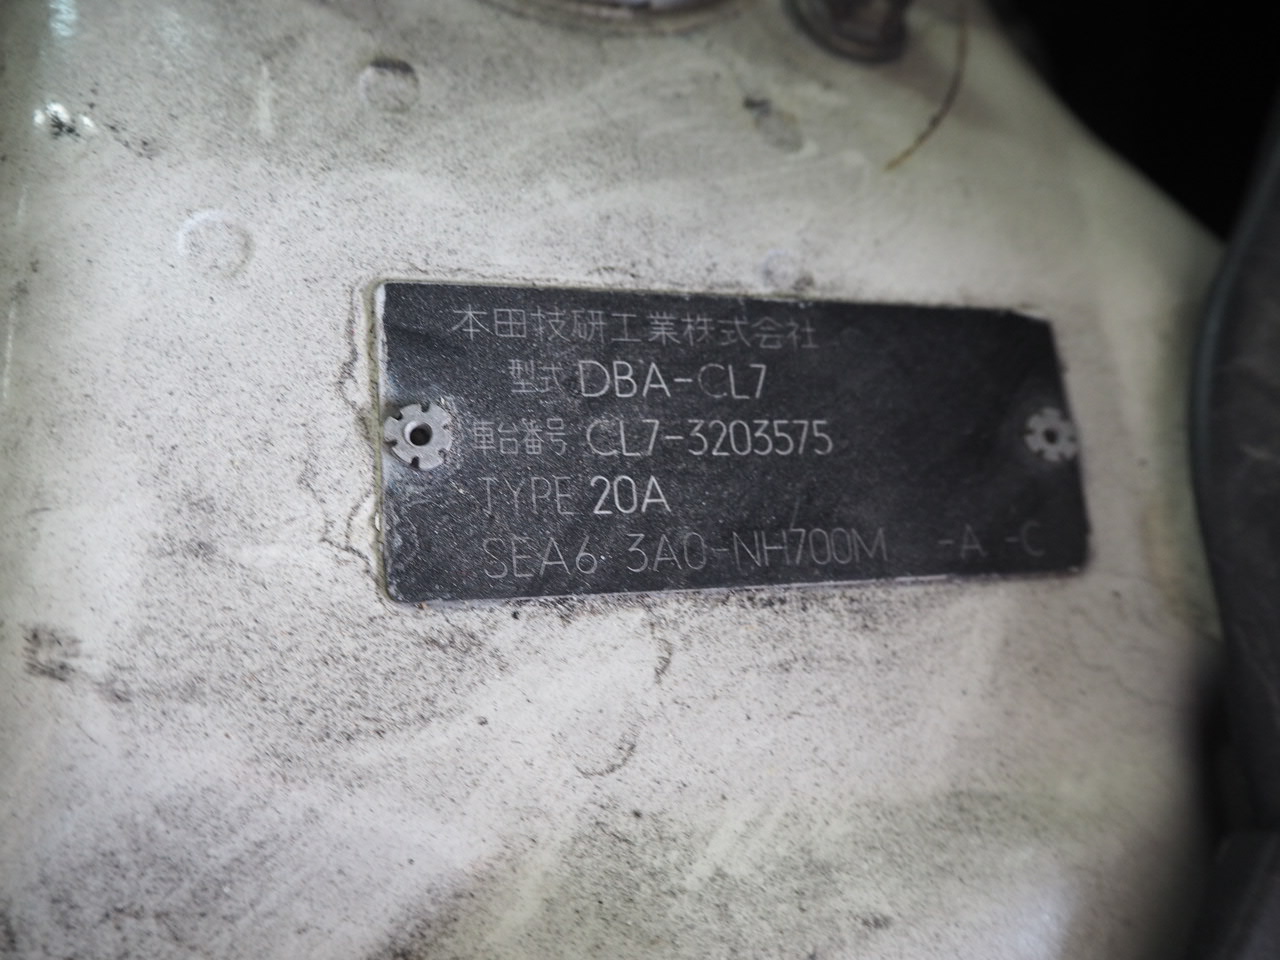 本田技研工業株式会社
型式 DBA-CL7
車台番号 CL7-3203575
TYPE 20A
SEA6 3A0-NH700M -A -C